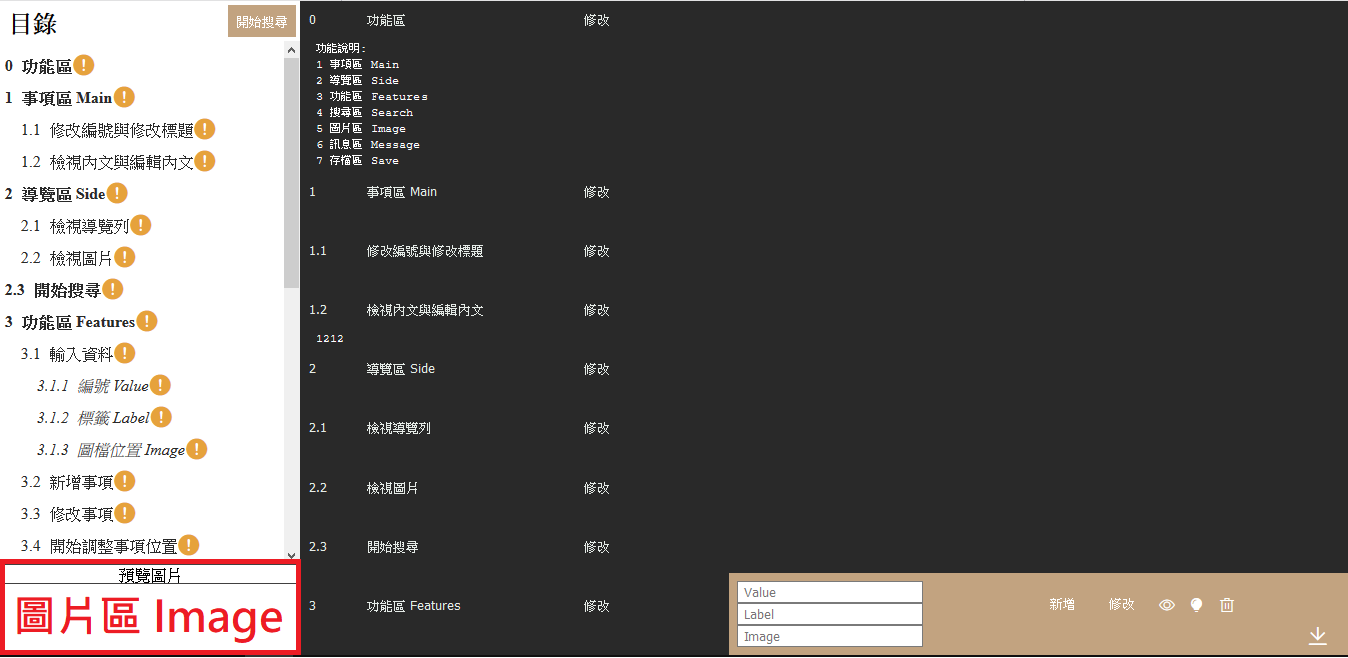 目錄
開始搜尋
0 功能區!
1 事項區 Main!
1.1 修改編號與修改標題!
1.2 檢視內文與編輯內文!
2 導覽區 Side!
2.1 檢視導覽列!
2.2 檢視圖片!
2.3 開始搜尋!
3 功能區 Features!
3.1 輸入資料!
3.1.1 編號 Value!
3.1.2 標籤 Label!
3.1.3 圖檔位置 Image!
3.2 新增事項!
3.3 修改事項!
3.4 開始調整事項位置!
預覽圖片
圖片區 Image
0 功能區 修改
功能說明:
1 事項區 Main
2 導覽區 Side
3 功能區 Features
4 搜尋區 Search
5 圖片區 Image
6 訊息區 Message
7 存檔區 Save
1 事項區 Main 修改
1.1 修改編號與修改標題 修改
1.2 檢視內文與編輯內文 修改
1212
2 導覽區 Side 修改
2.1 檢視導覽列 修改
2.2 檢視圖片 修改
2.3 開始搜尋 修改
3 功能區 Features 修改
Value
Label
Image
新增 修改